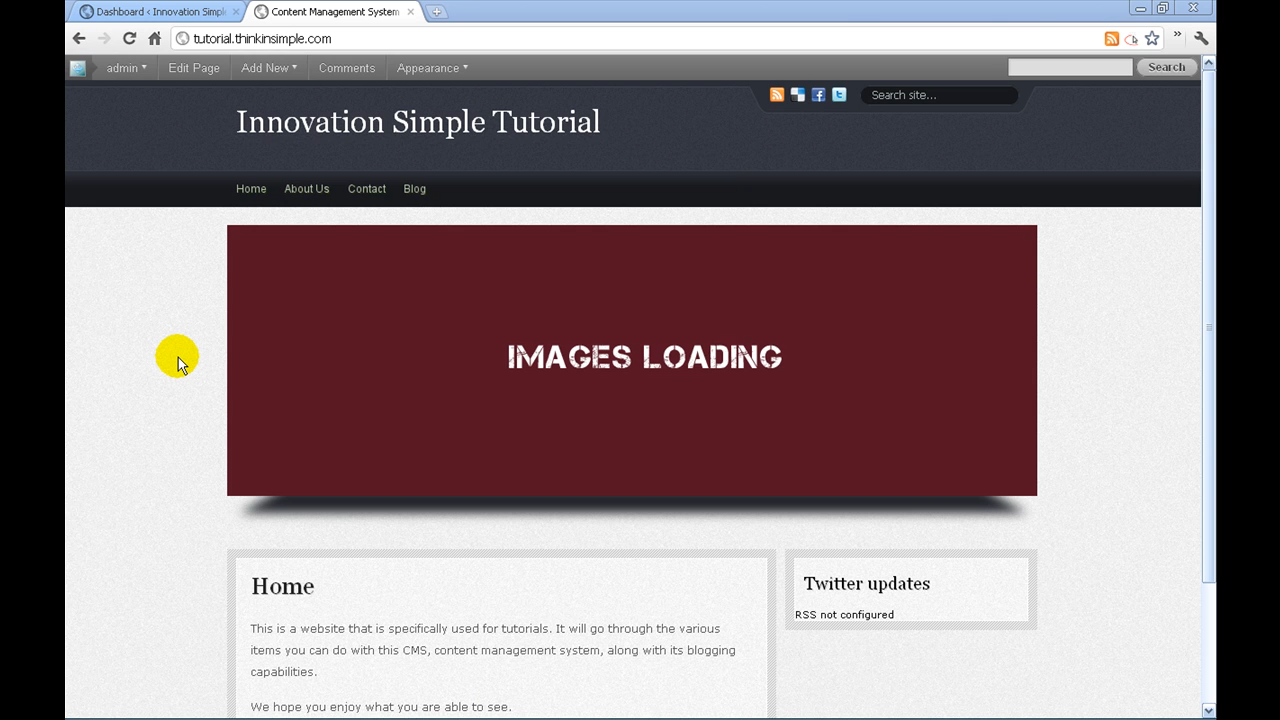 Dashboard ‹ Innovation Simpl
Content Management System
tutorial.thinkinsimple.com
admin
Edit Page
Add New
Comments
Appearance
Search
Innovation Simple Tutorial
Search site...
Home
About Us
Contact
Blog
IMAGES LOADING
Home
This is a website that is specifically used for tutorials. It will go through the various
items you can do with this CMS, content management system, along with its blogging
capabilities.
We hope you enjoy what you are able to see.
Twitter updates
RSS not configured